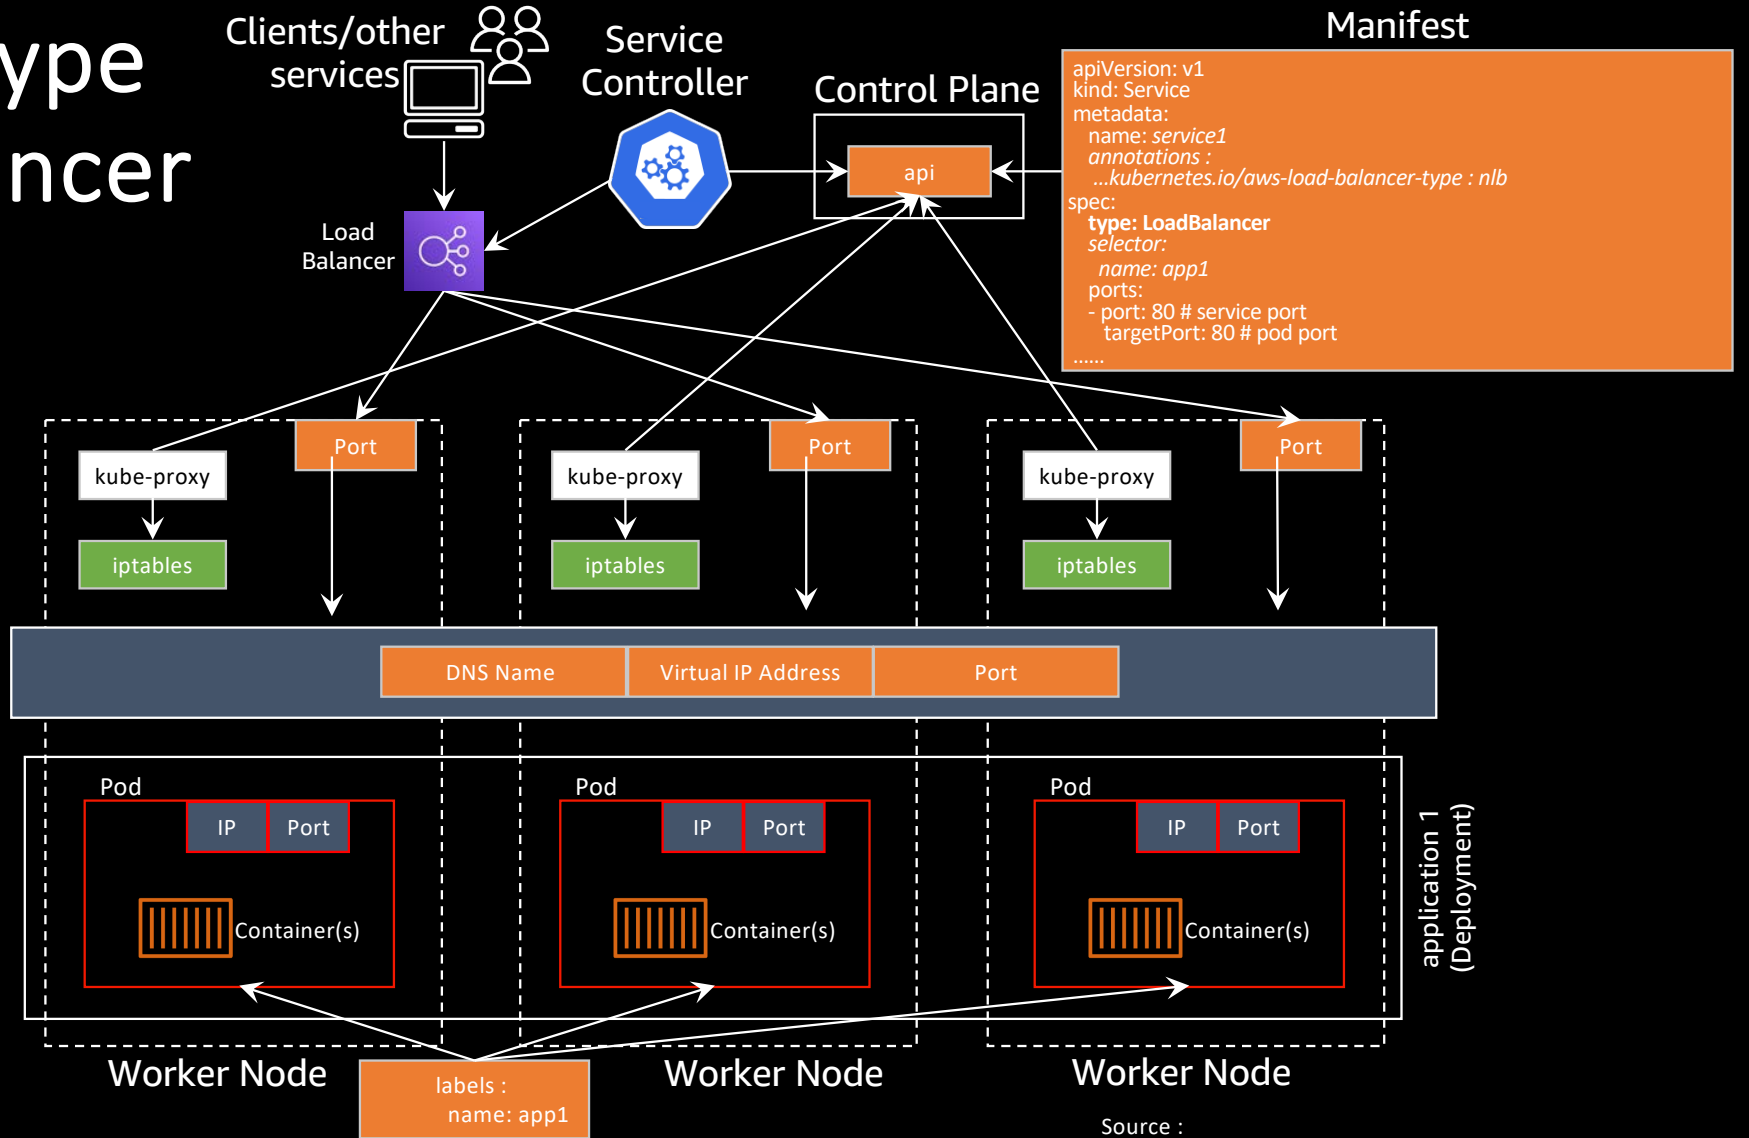 ype
ncer
Clients/other
services
Service
Controller
Control Plane
api
Manifest
apiVersion: v1
kind: Service
metadata:
name: service1
annotations :
...kubernetes.io/aws-load-balancer-type : nlb
spec:
type: LoadBalancer
selector:
name: app1
ports:
- port: 80 # service port
targetPort: 80 # pod port
......
Load
Balancer
Port
Port
Port
kube-proxy
kube-proxy
kube-proxy
iptables
iptables
iptables
DNS Name
Virtual IP Address
Port
Pod
IP
Port
Container(s)
Pod
IP
Port
Container(s)
Pod
IP
Port
Container(s)
application 1
(Deployment)
Worker Node
Worker Node
Worker Node
labels :
name: app1
Source :